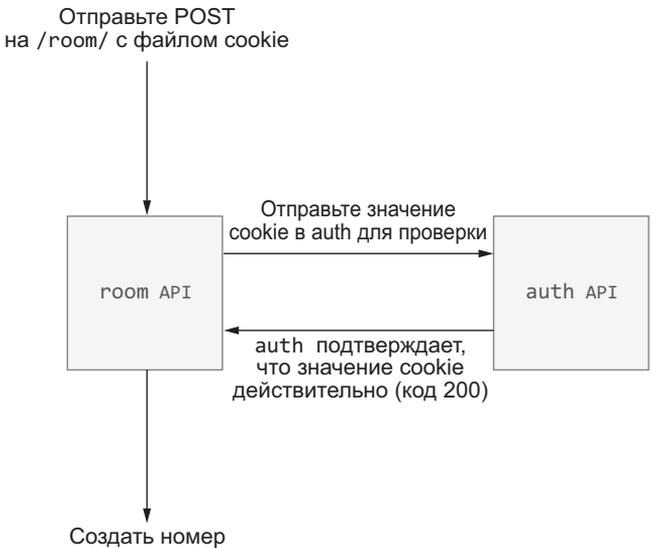 Отправьте POST
на /room/ с файлом cookie
Отправьте значение
cookie в auth для проверки
room API
auth API
auth подтверждает,
что значение cookie
действительно (код 200)
Создать номер